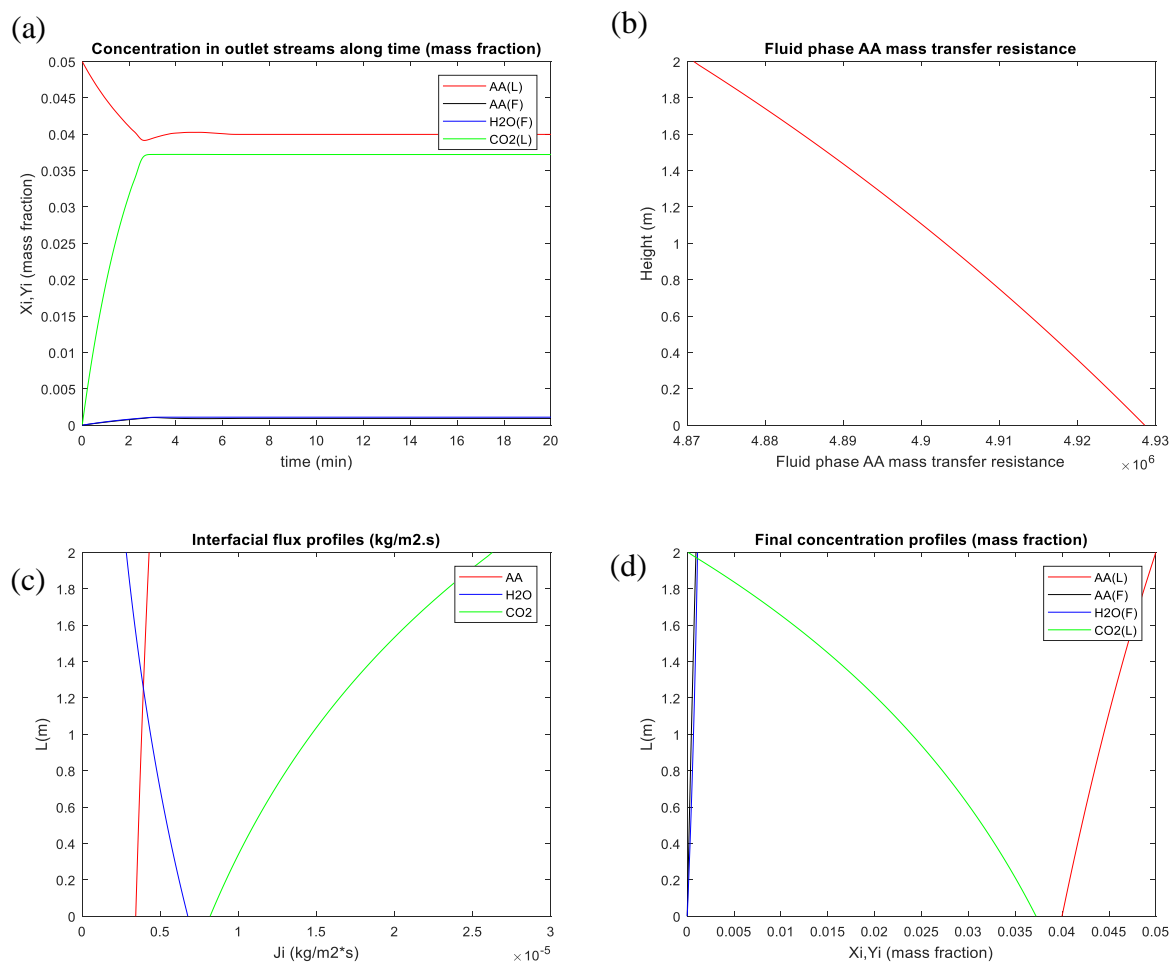 (a)
Concentration in outlet streams along time (mass fraction)
0.05
0.045
0.04
0.035
0.03
0.025
0.02
0.015
0.01
0.005
0
Xi,Yi (mass fraction)
AA(L)
AA(F)
H2O(F)
CO2(L)
0 2 4 6 8 10 12 14 16 18 20
time (min)
(b)
Fluid phase AA mass transfer resistance
2
1.8
1.6
1.4
1.2
1
0.8
0.6
0.4
0.2
0
Height (m)
4.87 4.88 4.89 4.9 4.91 4.92 4.93
Fluid phase AA mass transfer resistance
×10^6
(c)
Interfacial flux profiles (kg/m2.s)
2
1.8
1.6
1.4
1.2
1
0.8
0.6
0.4
0.2
0
L(m)
AA
H2O
CO2
0 0.5 1 1.5 2 2.5 3
Ji (kg/m2*s)
×10^-5
(d)
Final concentration profiles (mass fraction)
2
1.8
1.6
1.4
1.2
1
0.8
0.6
0.4
0.2
0
L(m)
AA(L)
AA(F)
H2O(F)
CO2(L)
0 0.005 0.01 0.015 0.02 0.025 0.03 0.035 0.04 0.045 0.05
Xi,Yi (mass fraction)